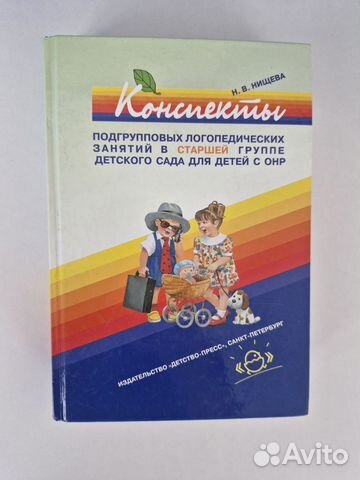 Н. В. НИЩЕВА
Конспекты
ПОДГРУППОВЫХ ЛОГОПЕДИЧЕСКИХ
ЗАНЯТИЙ В СТАРШЕЙ ГРУППЕ
ДЕТСКОГО САДА ДЛЯ ДЕТЕЙ С ОНР
ИЗДАТЕЛЬСТВО «ДЕТСТВО-ПРЕСС», САНКТ-ПЕТЕРБУРГ
Avito